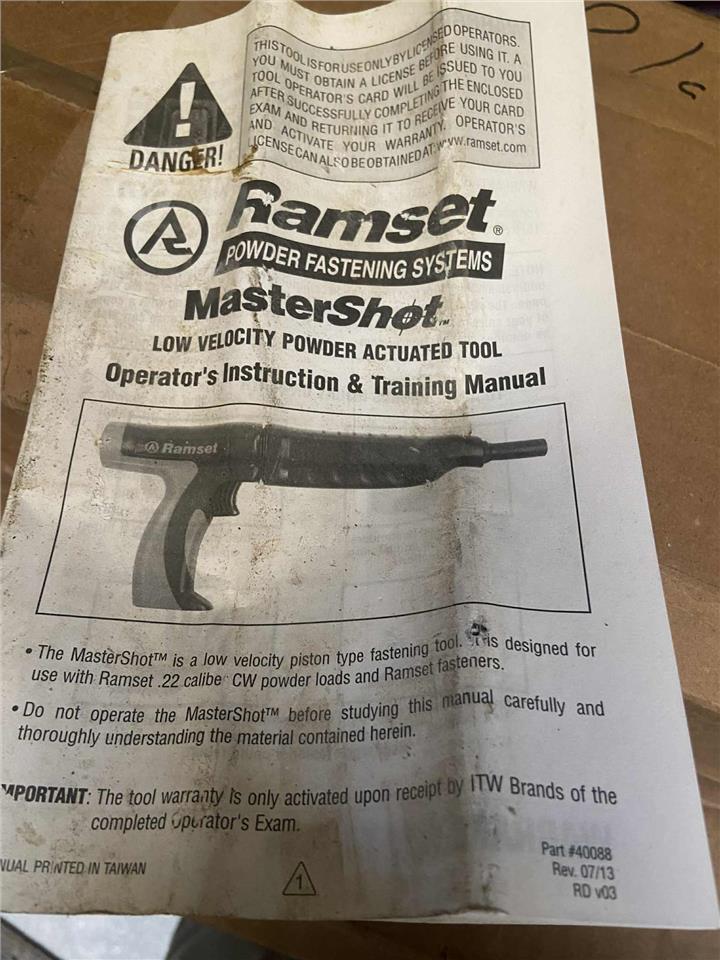 THIS TOOL IS FOR USE ONLY BY LICENSED OPERATORS.
YOU MUST OBTAIN A LICENSE BEFORE USING IT. A
TOOL OPERATOR'S CARD WILL BE ISSUED TO YOU
AFTER SUCCESSFULLY COMPLETING THE ENCLOSED
EXAM AND RETURNING IT TO RECEIVE YOUR CARD
AND ACTIVATE YOUR WARRANTY. OPERATOR'S
LICENSE CAN ALSO BE OBTAINED AT: www.ramset.com
DANGER!
Ramset®
POWDER FASTENING SYSTEMS
MasterShot™
LOW VELOCITY POWDER ACTUATED TOOL
Operator's Instruction & Training Manual
Ramset
• The MasterShot™ is a low velocity piston type fastening tool. It is designed for
use with Ramset .22 calibe CW powder loads and Ramset fasteners.
• Do not operate the MasterShot™ before studying this manual carefully and
thoroughly understanding the material contained herein.
MPORTANT: The tool warranty is only activated upon receipt by ITW Brands of the
completed Operator's Exam.
NUAL PRINTED IN TAIWAN
1
Part #40088
Rev. 07/13
RD v03